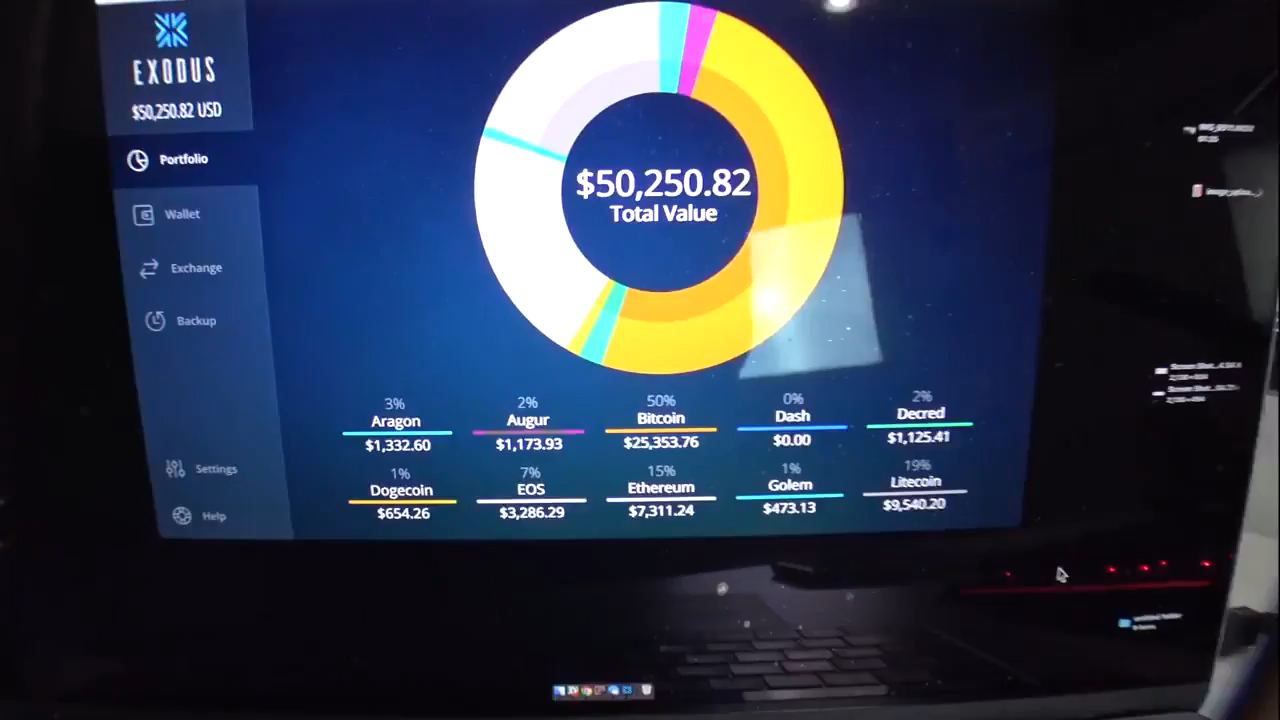 EXODUS
$50,250.82 USD
Portfolio
Wallet
Exchange
Backup
Settings
Help
$50,250.82
Total Value
3% 2% 50% 0% 2%
Aragon Augur Bitcoin Dash Decred
$1,332.60 $1,173.93 $25,353.76 $0.00 $1,125.41
1% 7% 15% 1% 19%
Dogecoin EOS Ethereum Golem Litecoin
$654.26 $3,286.29 $7,311.24 $473.13 $9,540.20